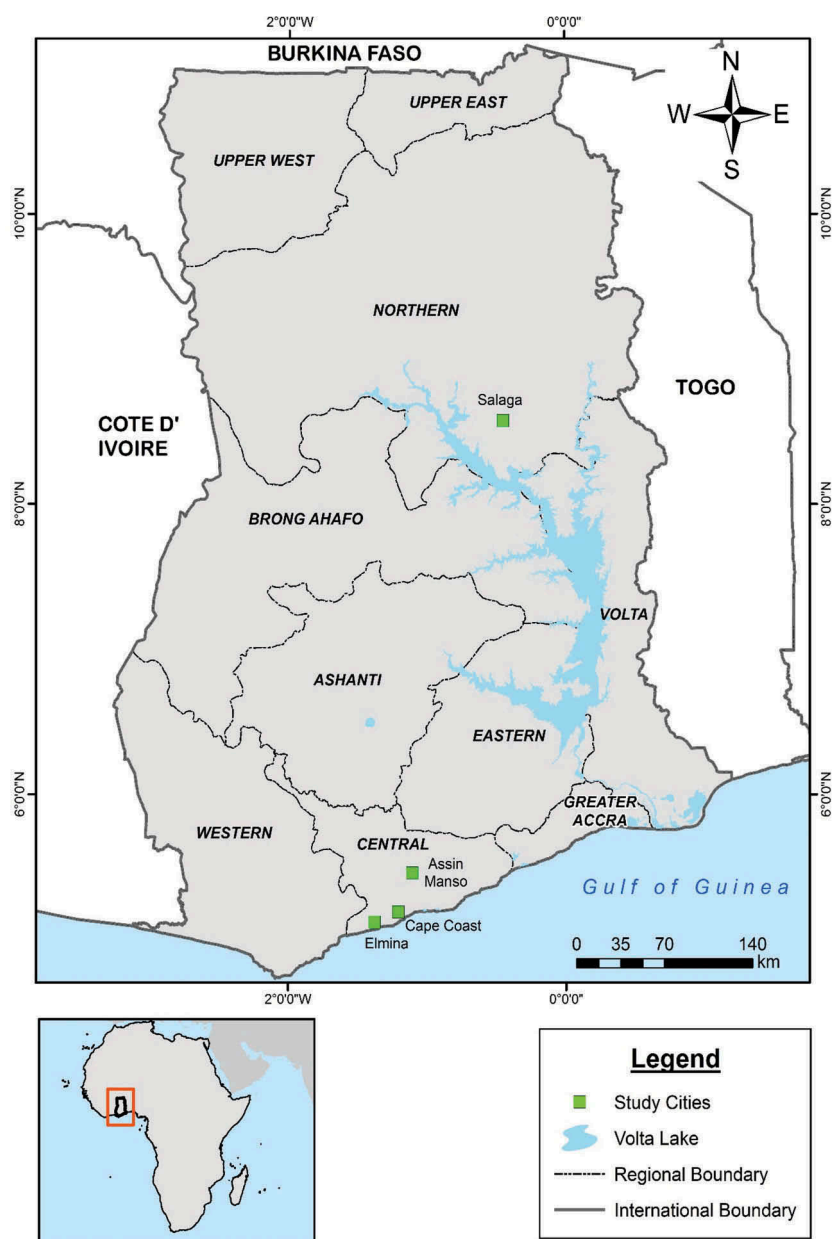 2°0'0"W
0°0'0"
BURKINA FASO
N
W
E
S
UPPER EAST
UPPER WEST
10°0'0"N
10°0'0"N
NORTHERN
TOGO
Salaga
COTE D'
IVOIRE
8°0'0"N
8°0'0"N
BRONG AHAFO
VOLTA
ASHANTI
EASTERN
6°0'0"N
6°0'0"N
GREATER
ACCRA
WESTERN
CENTRAL
Assin
Manso
Gulf of Guinea
Cape Coast
Elmina
0 35 70 140
km
2°0'0"W
0°0'0"
Legend
Study Cities
Volta Lake
Regional Boundary
International Boundary